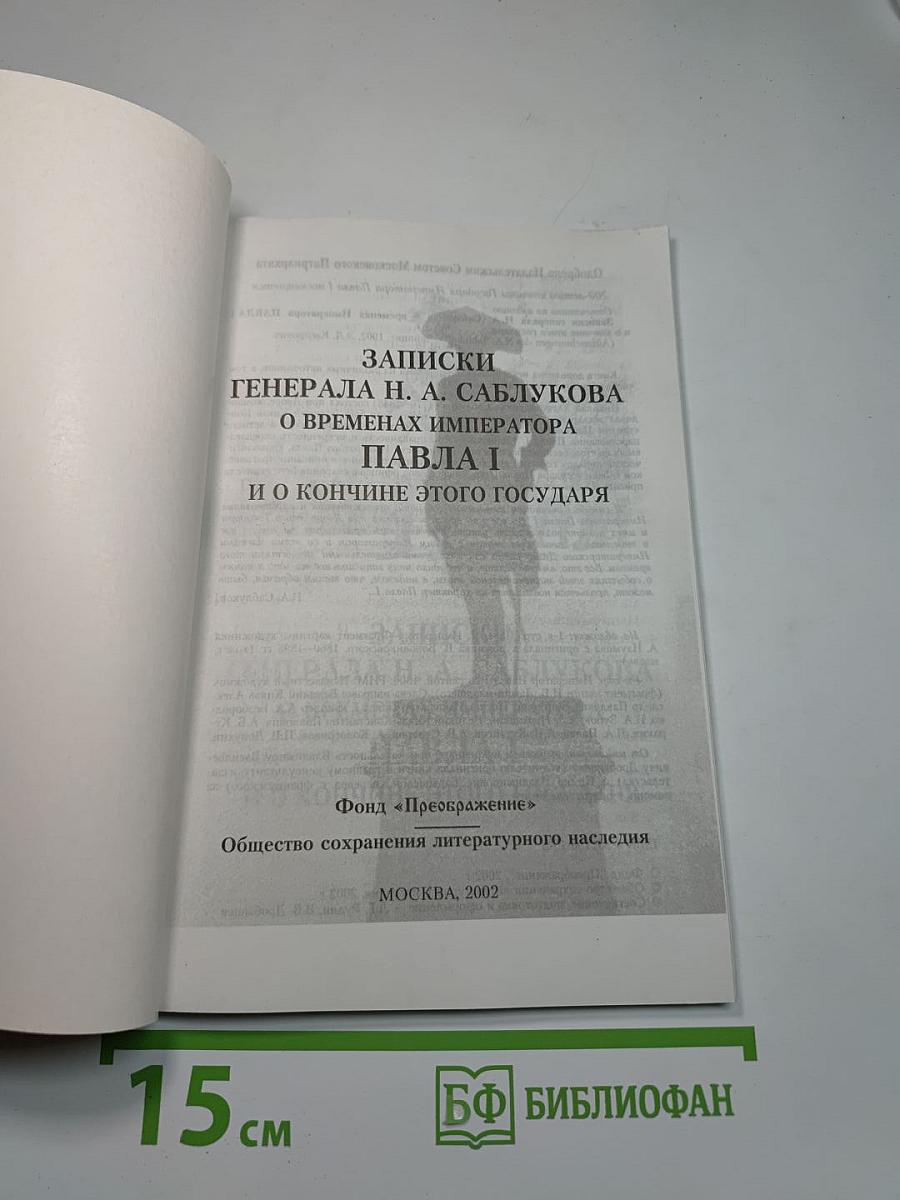 ЗАПИСКИ
ГЕНЕРАЛА Н. А. САБЛУКОВА
О ВРЕМЕНАХ ИМПЕРАТОРА
ПАВЛА I
И О КОНЧИНЕ ЭТОГО ГОСУДАРЯ
Фонд «Преображение»
Общество сохранения литературного наследия
МОСКВА, 2002
15 см
БФ БИБЛИОФАН